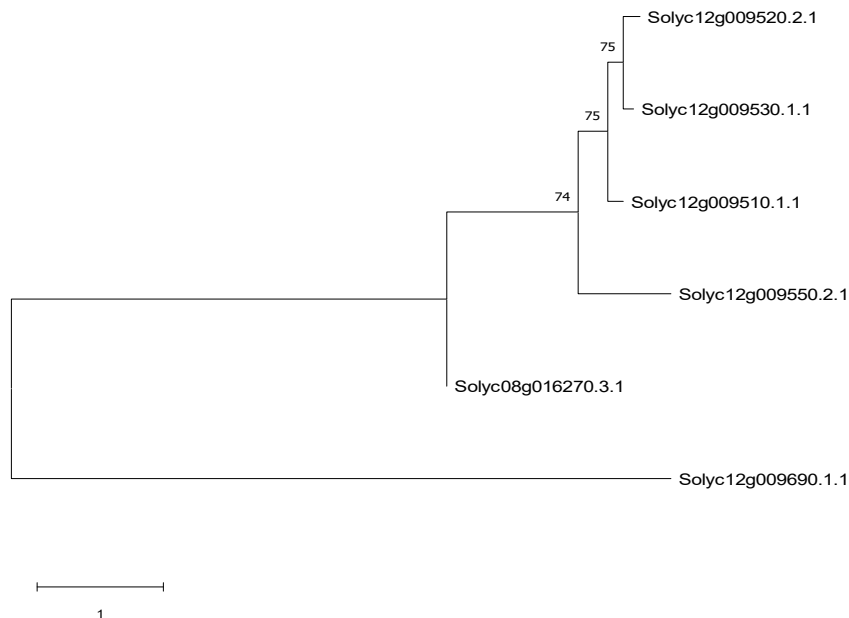 Solyc12g009520.2.1
75
Solyc12g009530.1.1
75
Solyc12g009510.1.1
74
Solyc12g009550.2.1
Solyc08g016270.3.1
Solyc12g009690.1.1
1